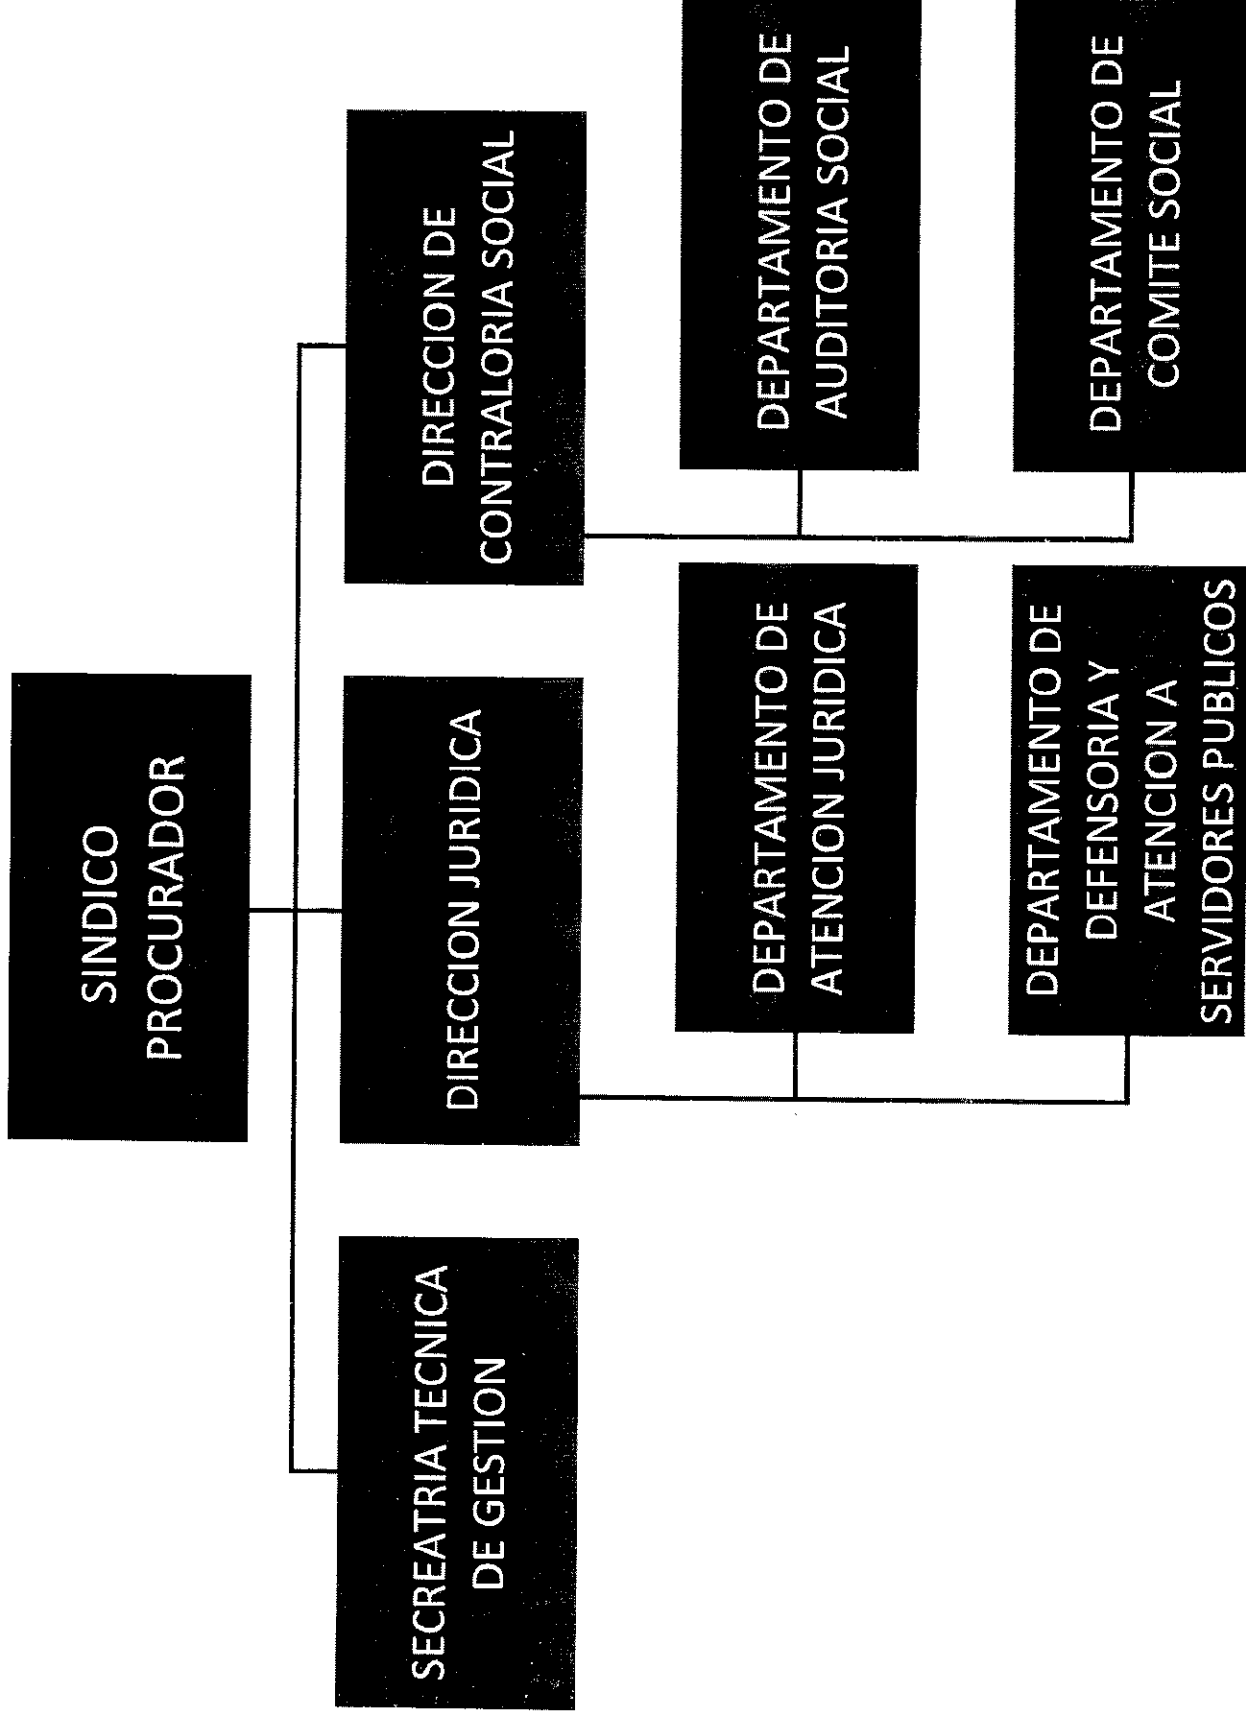 SINDICO
PROCURADOR
SECREATRIA TECNICA
DE GESTION
DIRECCION JURIDICA
DIRECCION DE
CONTRALORIA SOCIAL
DEPARTAMENTO DE
ATENCION JURIDICA
DEPARTAMENTO DE
AUDITORIA SOCIAL
DEPARTAMENTO DE
DEFENSORIA Y
ATENCION A
SERVIDORES PUBLICOS
DEPARTAMENTO DE
COMITE SOCIAL